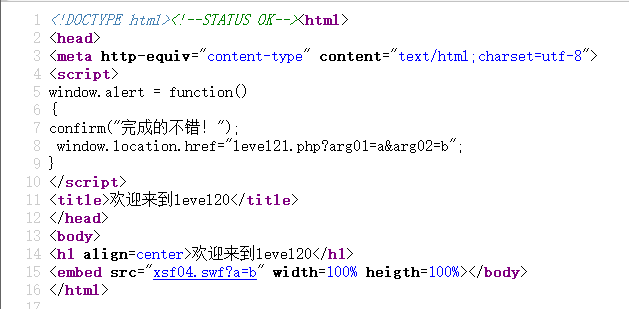 1 <!DOCTYPE html><!--STATUS OK--><html>
2 <head>
3 <meta http-equiv="content-type" content="text/html;charset=utf-8">
4 <script>
5 window.alert = function()
6 {
7 confirm("完成的不错！");
8  window.location.href="level21.php?arg01=a&arg02=b";
9 }
10 </script>
11 <title>欢迎来到level20</title>
12 </head>
13 <body>
14 <h1 align=center>欢迎来到level20</h1>
15 <embed src="xsf04.swf?a=b" width=100% heigth=100%></body>
16 </html>
17